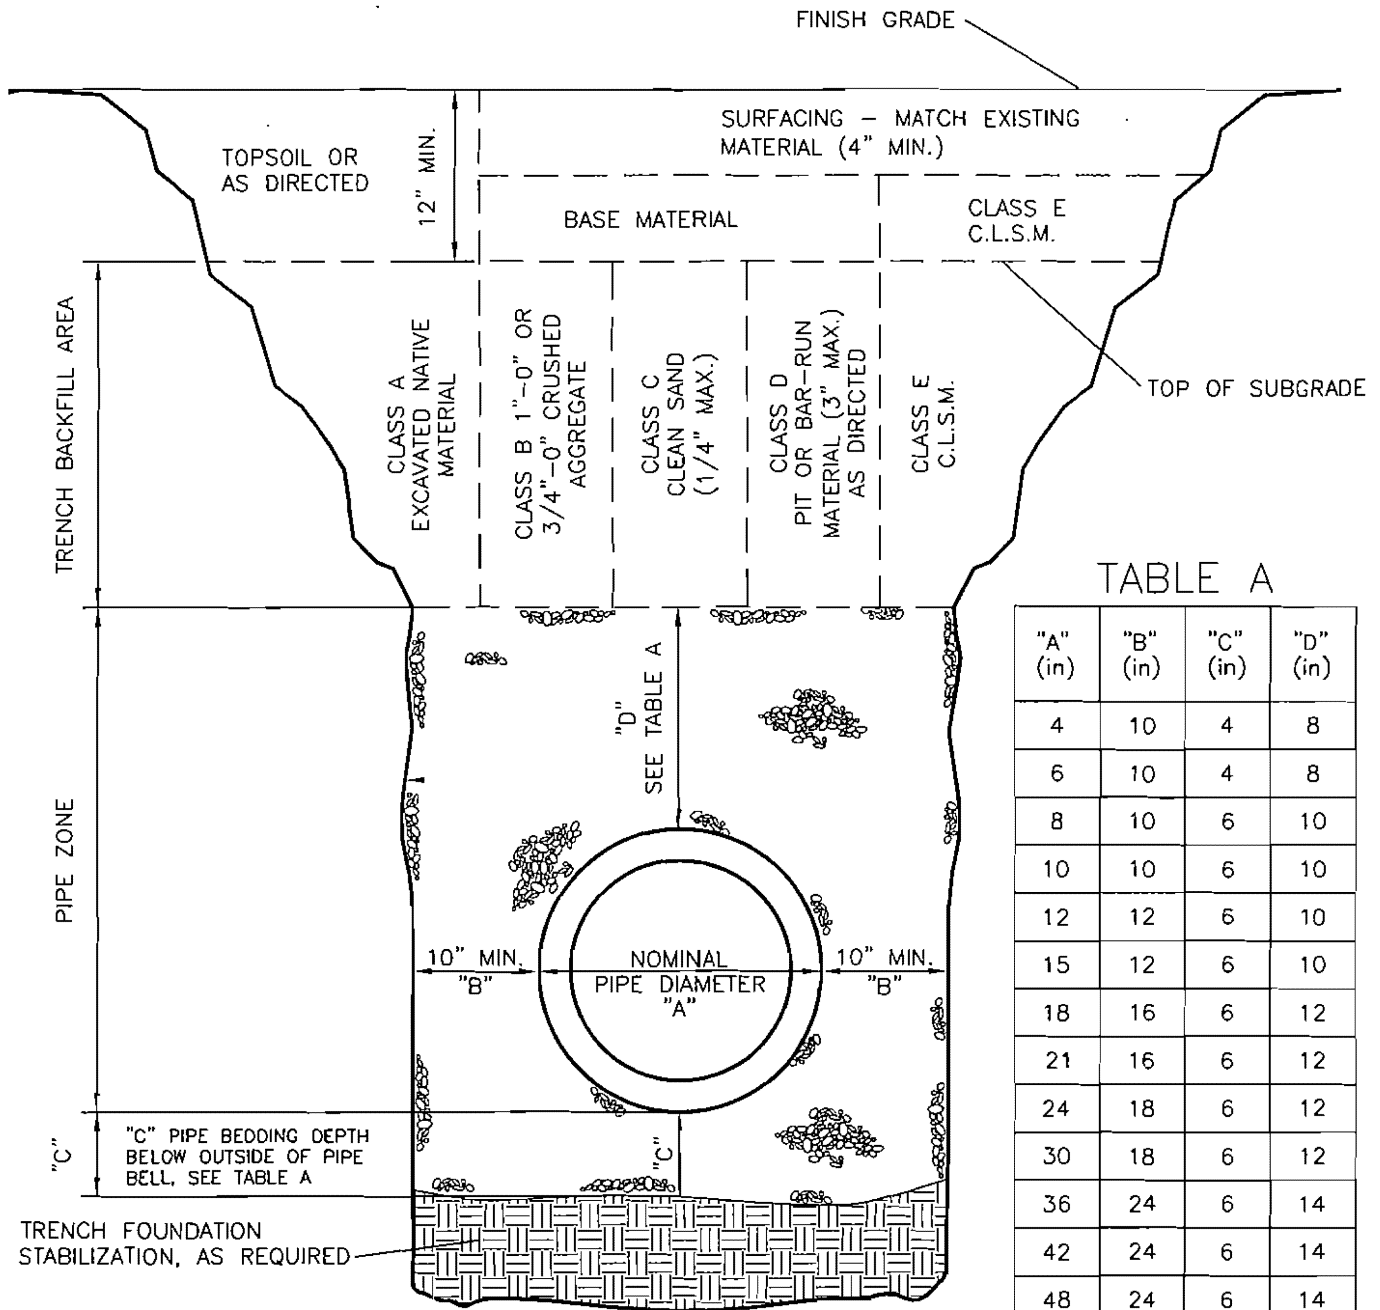 FINISH GRADE
SURFACING – MATCH EXISTING
MATERIAL (4" MIN.)
TOPSOIL OR
AS DIRECTED
12" MIN.
BASE MATERIAL
CLASS E
C.L.S.M.
TRENCH BACKFILL AREA
CLASS A
EXCAVATED NATIVE
MATERIAL
CLASS B 1"-0" OR
3/4"-0" CRUSHED
AGGREGATE
CLASS C
CLEAN SAND
(1/4" MAX.)
CLASS D
PIT OR BAR-RUN
MATERIAL (3" MAX.)
AS DIRECTED
CLASS E
C.L.S.M.
TOP OF SUBGRADE
PIPE ZONE
"D"
SEE TABLE A
10" MIN.
"B"
NOMINAL
PIPE DIAMETER
"A"
10" MIN.
"B"
"C"
"C" PIPE BEDDING DEPTH
BELOW OUTSIDE OF PIPE
BELL, SEE TABLE A
"C"
TRENCH FOUNDATION
STABILIZATION, AS REQUIRED
TABLE A
"A" "B" "C" "D"
(in) (in) (in) (in)
4 10 4 8
6 10 4 8
8 10 6 10
10 10 6 10
12 12 6 10
15 12 6 10
18 16 6 12
21 16 6 12
24 18 6 12
30 18 6 12
36 24 6 14
42 24 6 14
48 24 6 14